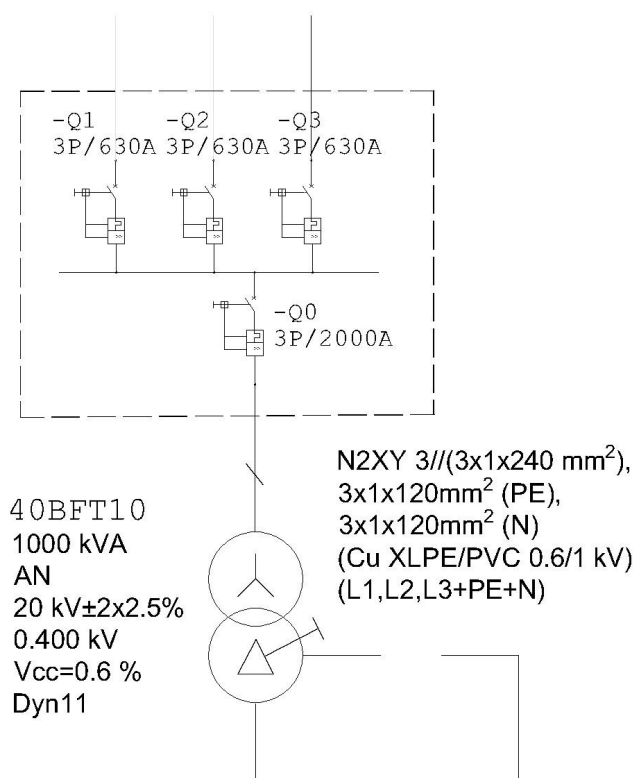 -Q1 -Q2 -Q3
3P/630A 3P/630A 3P/630A
>> >> >>
-Q0
3P/2000A
>>
N2XY 3//(3x1x240 mm²),
3x1x120mm² (PE),
3x1x120mm² (N)
(Cu XLPE/PVC 0.6/1 kV)
(L1,L2,L3+PE+N)
40BFT10
1000 kVA
AN
20 kV±2x2.5%
0.400 kV
Vcc=0.6 %
Dyn11